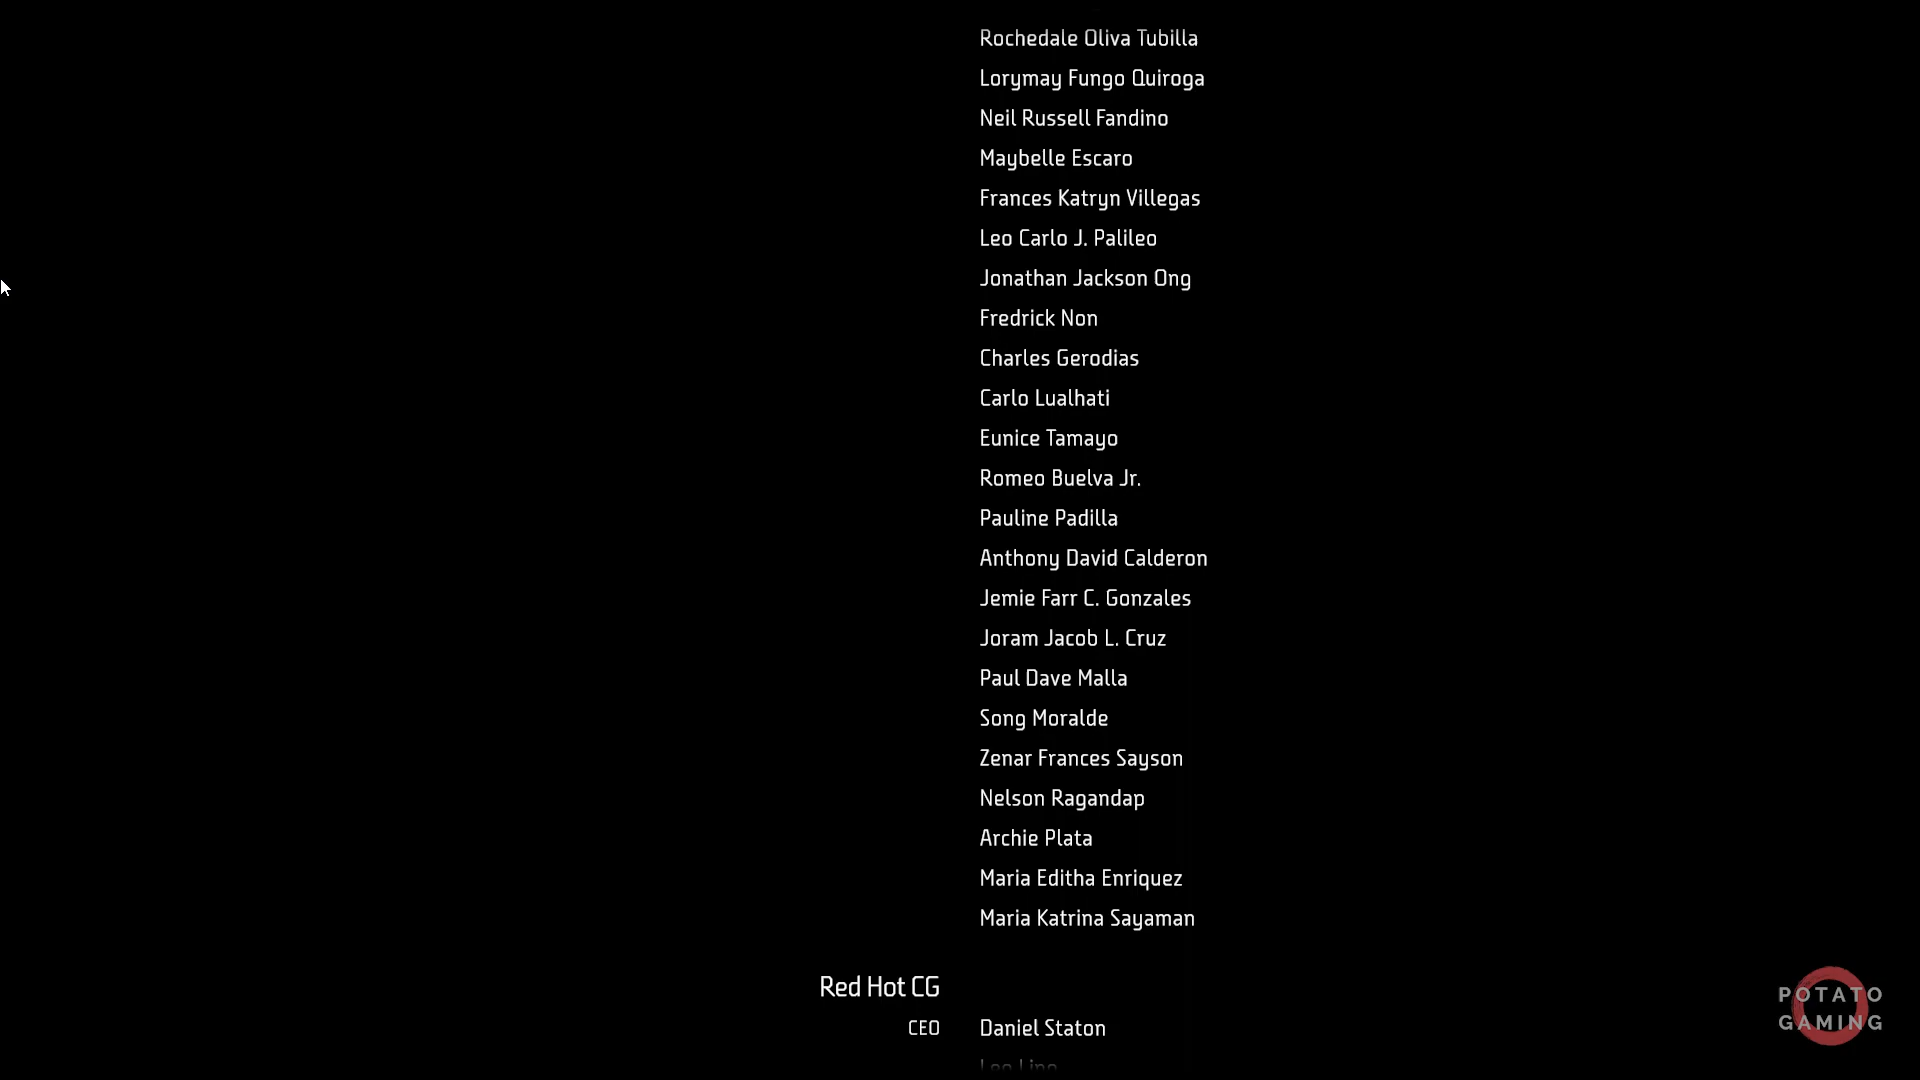 Rochedale Oliva Tubilla
Lorymay Fungo Quiroga
Neil Russell Fandino
Maybelle Escaro
Frances Katryn Villegas
Leo Carlo J. Palileo
Jonathan Jackson Ong
Fredrick Non
Charles Gerodias
Carlo Lualhati
Eunice Tamayo
Romeo Buelva Jr.
Pauline Padilla
Anthony David Calderon
Jemie Farr C. Gonzales
Joram Jacob L. Cruz
Paul Dave Malla
Song Moralde
Zenar Frances Sayson
Nelson Ragandap
Archie Plata
Maria Editha Enriquez
Maria Katrina Sayaman
Red Hot CG
CEO Daniel Staton
POTATO
GAMING